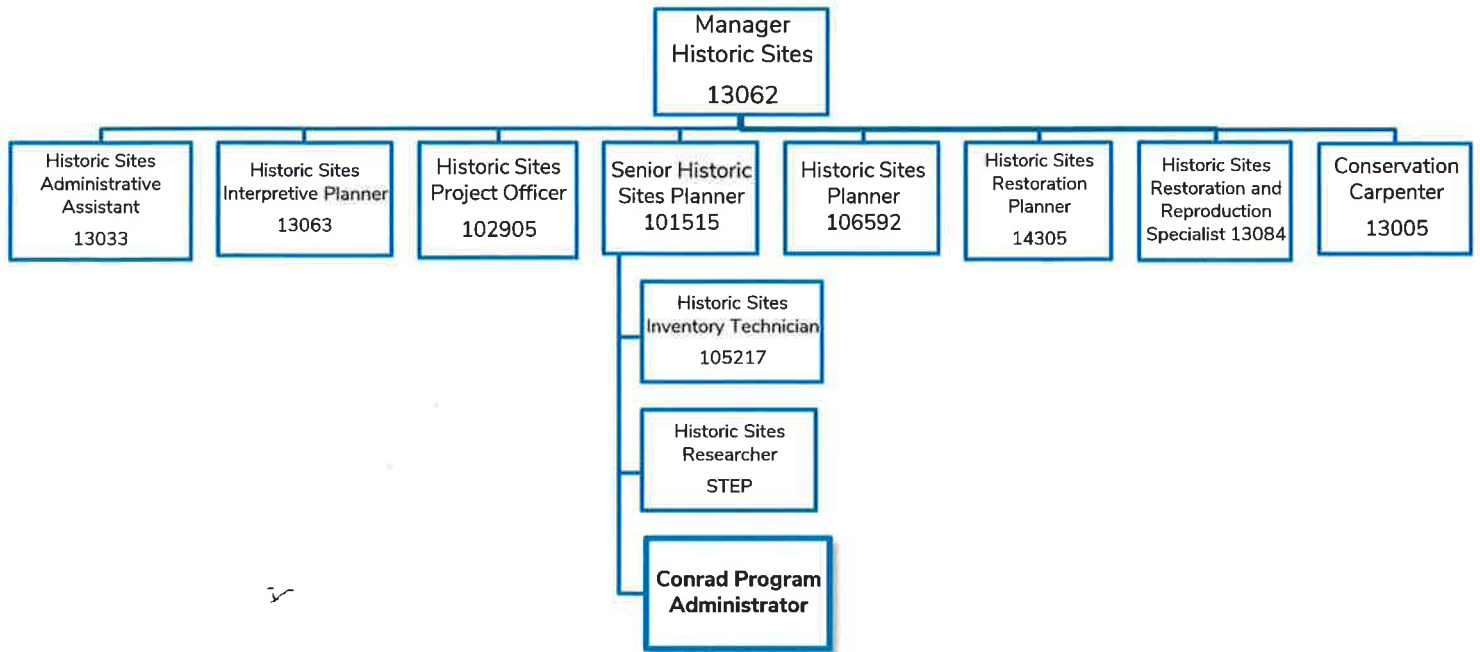 Manager
Historic Sites
13062
Historic Sites
Administrative
Assistant
13033
Historic Sites
Interpretive Planner
13063
Historic Sites
Project Officer
102905
Senior Historic
Sites Planner
101515
Historic Sites
Planner
106592
Historic Sites
Restoration
Planner
14305
Historic Sites
Restoration and
Reproduction
Specialist 13084
Conservation
Carpenter
13005
Historic Sites
Inventory Technician
105217
Historic Sites
Researcher
STEP
Conrad Program
Administrator